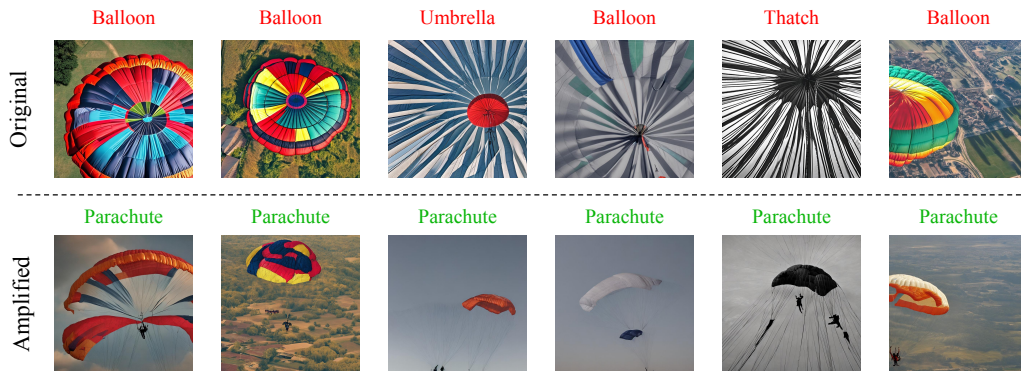 Balloon Balloon Umbrella Balloon Thatch Balloon
Original
Parachute Parachute Parachute Parachute Parachute Parachute
Amplified